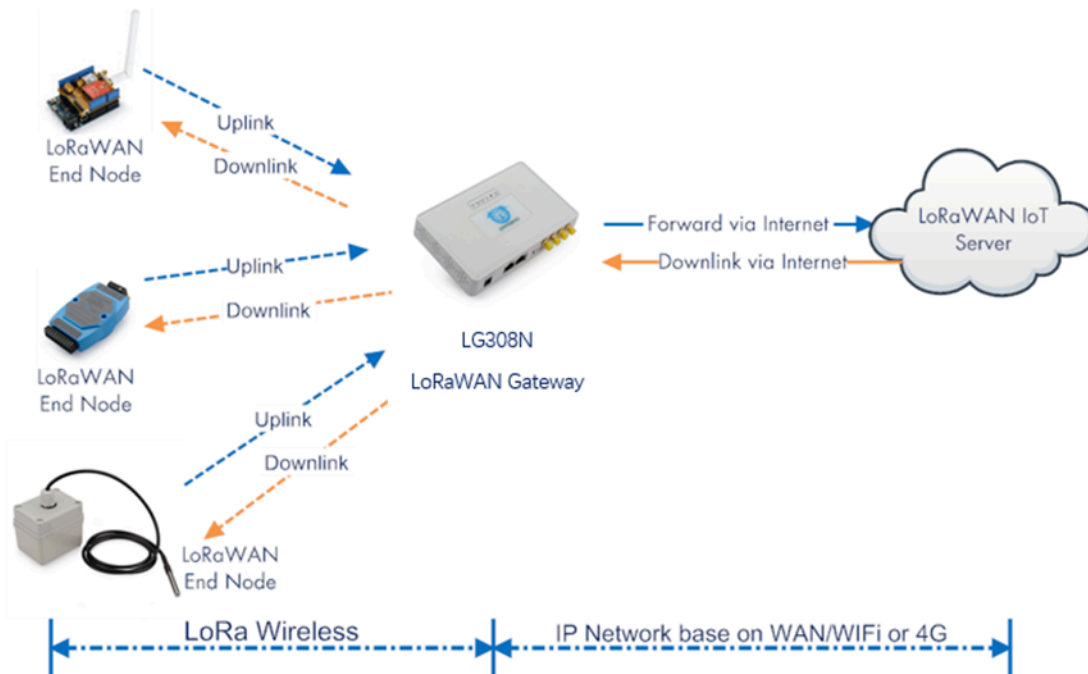 Uplink
Downlink
LoRaWAN
End Node
Uplink
Downlink
LoRaWAN
End Node
Uplink
Downlink
LoRaWAN
End Node
LG308N
LoRaWAN Gateway
Forward via Internet
Downlink via Internet
LoRaWAN IoT
Server
LoRa Wireless
IP Network base on WAN/WIFi or 4G